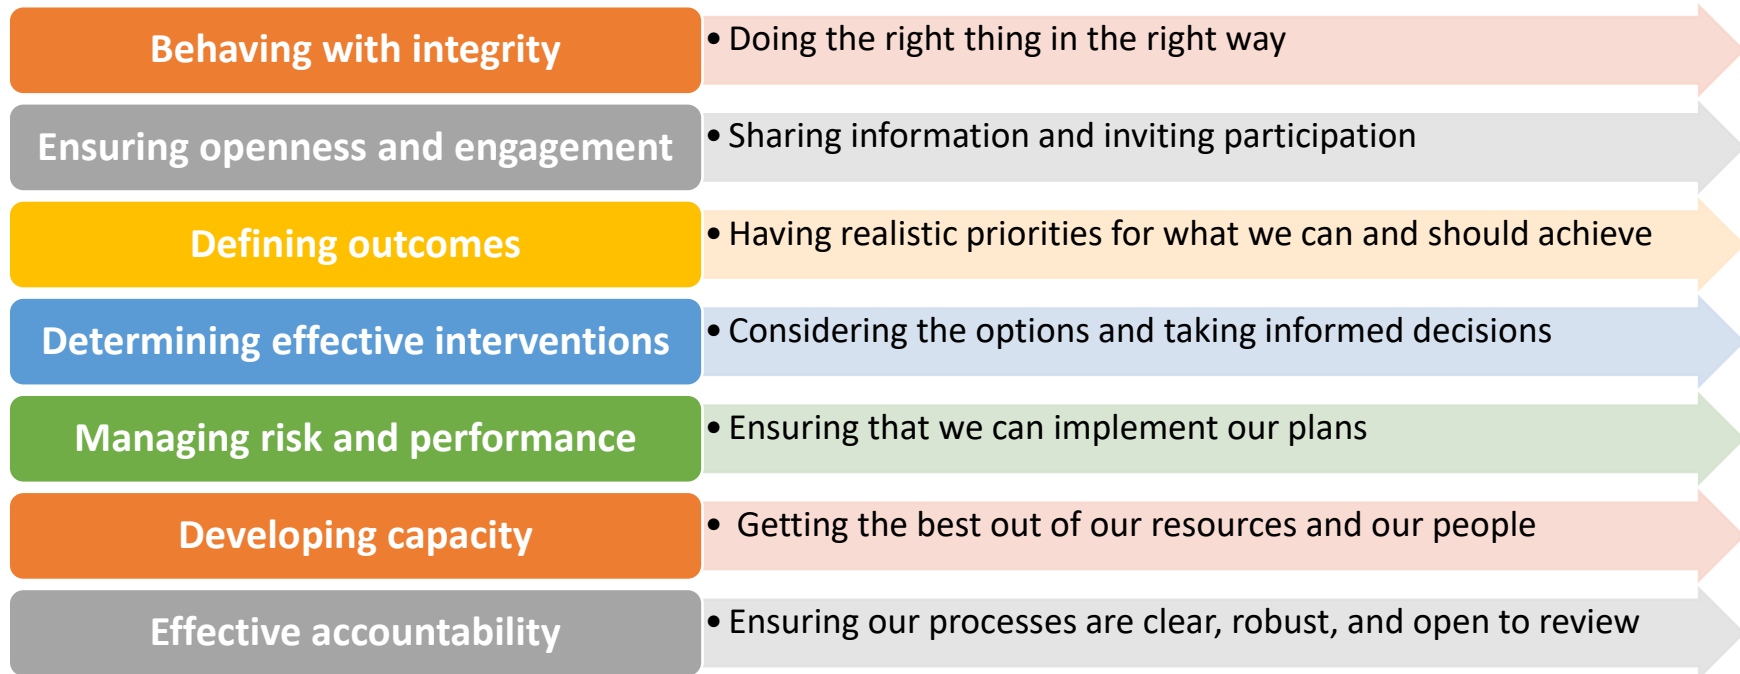 Behaving with integrity
• Doing the right thing in the right way
Ensuring openness and engagement
• Sharing information and inviting participation
Defining outcomes
• Having realistic priorities for what we can and should achieve
Determining effective interventions
• Considering the options and taking informed decisions
Managing risk and performance
• Ensuring that we can implement our plans
Developing capacity
• Getting the best out of our resources and our people
Effective accountability
• Ensuring our processes are clear, robust, and open to review